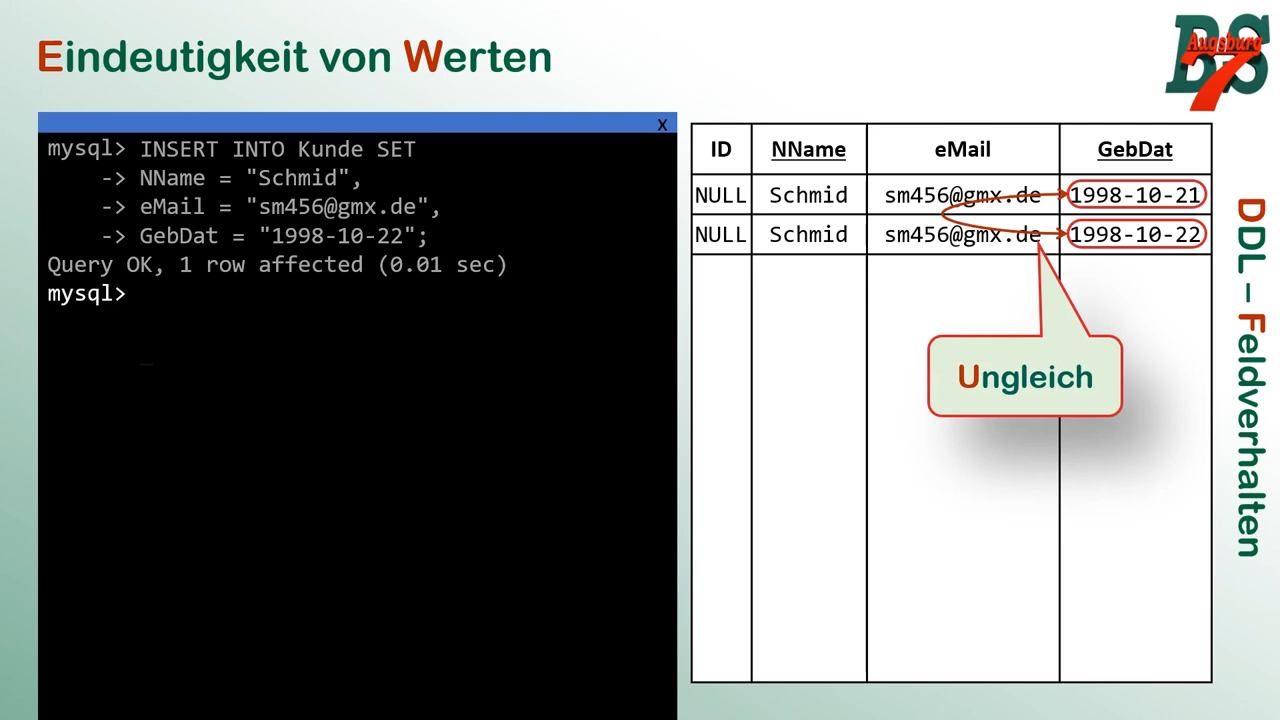 Eindeutigkeit von Werten
BS
Augsburg
7
x
mysql> INSERT INTO Kunde SET
-> NName = "Schmid",
-> eMail = "sm456@gmx.de",
-> GebDat = "1998-10-22";
Query OK, 1 row affected (0.01 sec)
mysql>
ID NName eMail GebDat
NULL Schmid sm456@gmx.de 1998-10-21
NULL Schmid sm456@gmx.de 1998-10-22
Ungleich
DDL – Feldverhalten